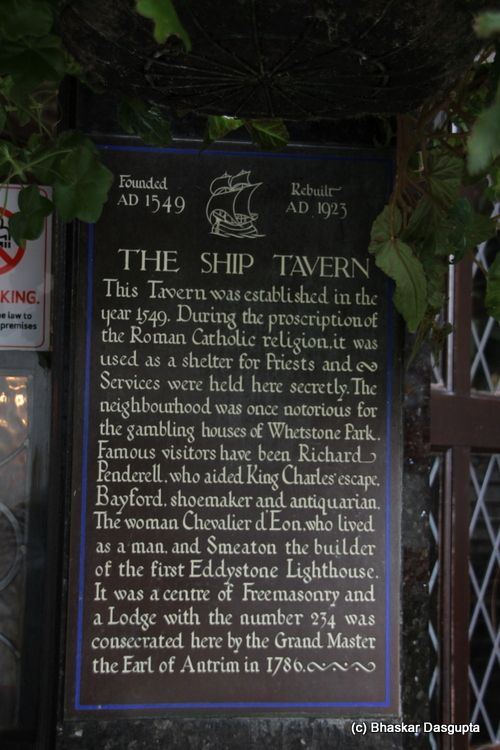 Founded
AD 1549
Rebuilt
AD 1923
THE SHIP TAVERN
This Tavern was established in the
year 1549. During the proscription of
the Roman Catholic religion, it was
used as a shelter for Priests and
Services were held here secretly. The
neighbourhood was once notorious for
the gambling houses of Whetstone Park.
Famous visitors have been Richard
Penderell, who aided King Charles' escape,
Bayford, shoemaker and antiquarian,
The woman Chevalier d'Eon, who lived
as a man, and Smeaton the builder
of the first Eddystone Lighthouse.
It was a centre of Freemasonry and
a Lodge with the number 234 was
consecrated here by the Grand Master
the Earl of Antrim in 1786.
KING.
e law to
premises
(c) Bhaskar Dasgupta